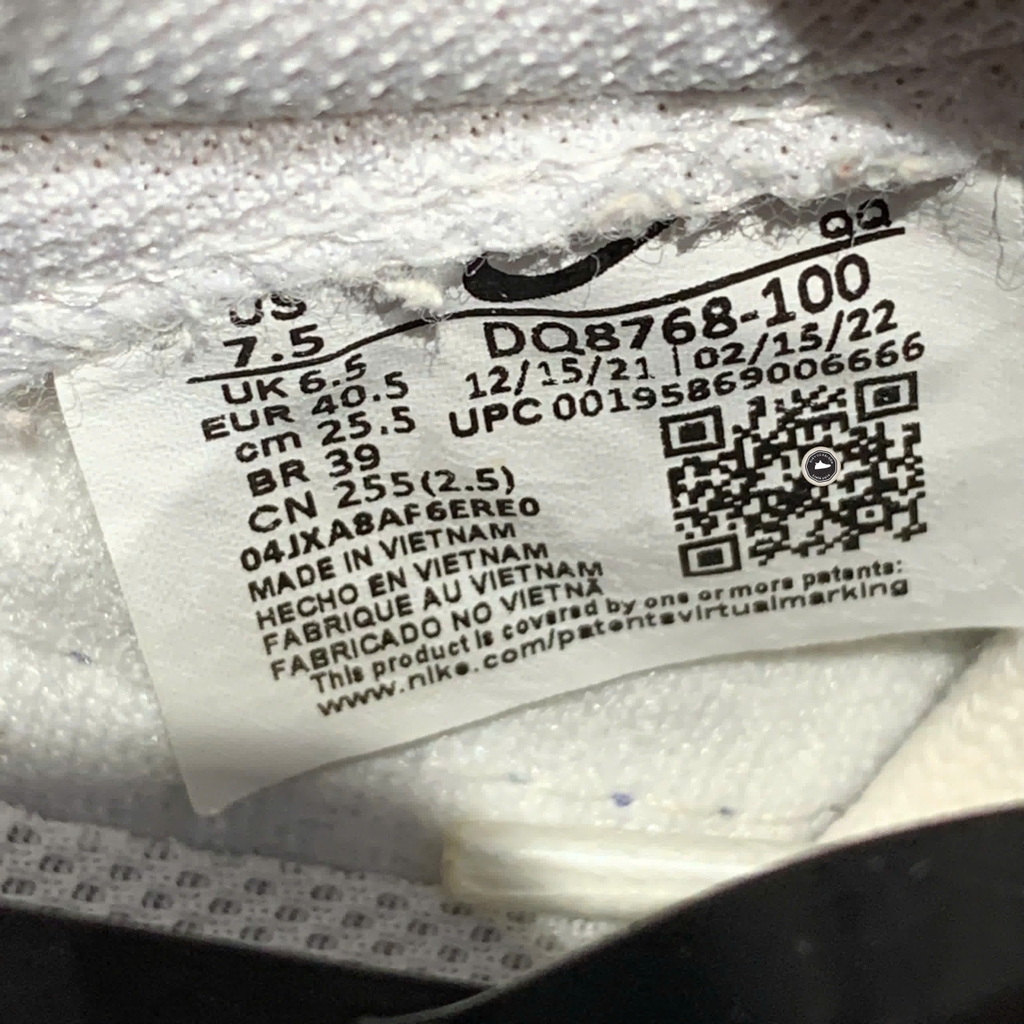 QQ
US
7.5
DQ8768-100
UK 6.5
12/15/21 | 02/15/22
EUR 40.5
UPC 00195869006666
cm 25.5
BR 39
CN 255(2.5)
04JXA8AF6ERE0
MADE IN VIETNAM
HECHO EN VIETNAM
FABRIQUE AU VIETNAM
FABRICADO NO VIETNÃ
This product is covered by one or more patents:
www.nike.com/patentsvirtualmarking